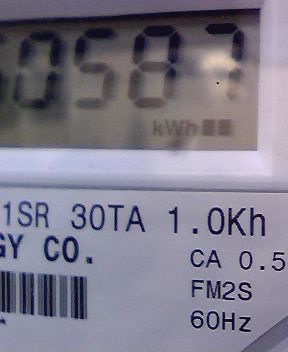 0587
kWh
1SR 30TA 1.0Kh
GY CO.
CA 0.5
FM2S
60Hz